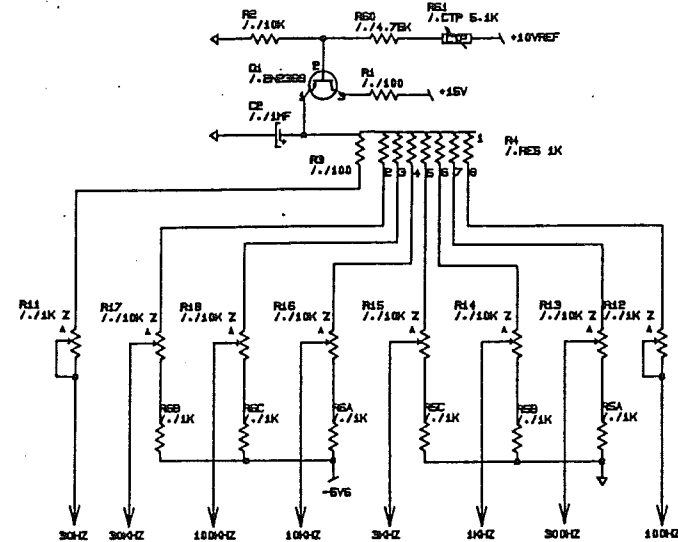 R2
/./10K
R60
/./4.75K
R61
/.CTP 5.1K
+10VREF
Q1
/.2N2369
2
1
3
R1
/./100
+15V
C2
/./1MF
R3
/./100
1
R4
/.RES 1K
2 3 4 5 6 7 8
R11
/./1K Z
A
R17
/./10K Z
A
R18
/./10K Z
A
R16
/./10K Z
A
R15
/./10K Z
A
R14
/./10K Z
A
R13
/./10K Z
A
R12
/./1K Z
A
R6B
/./1K
R6C
/./1K
R6A
/./1K
R5C
/./1K
R5B
/./1K
R5A
/./1K
30HZ
30KHZ
100KHZ
10KHZ
3KHZ
1KHZ
300HZ
100HZ